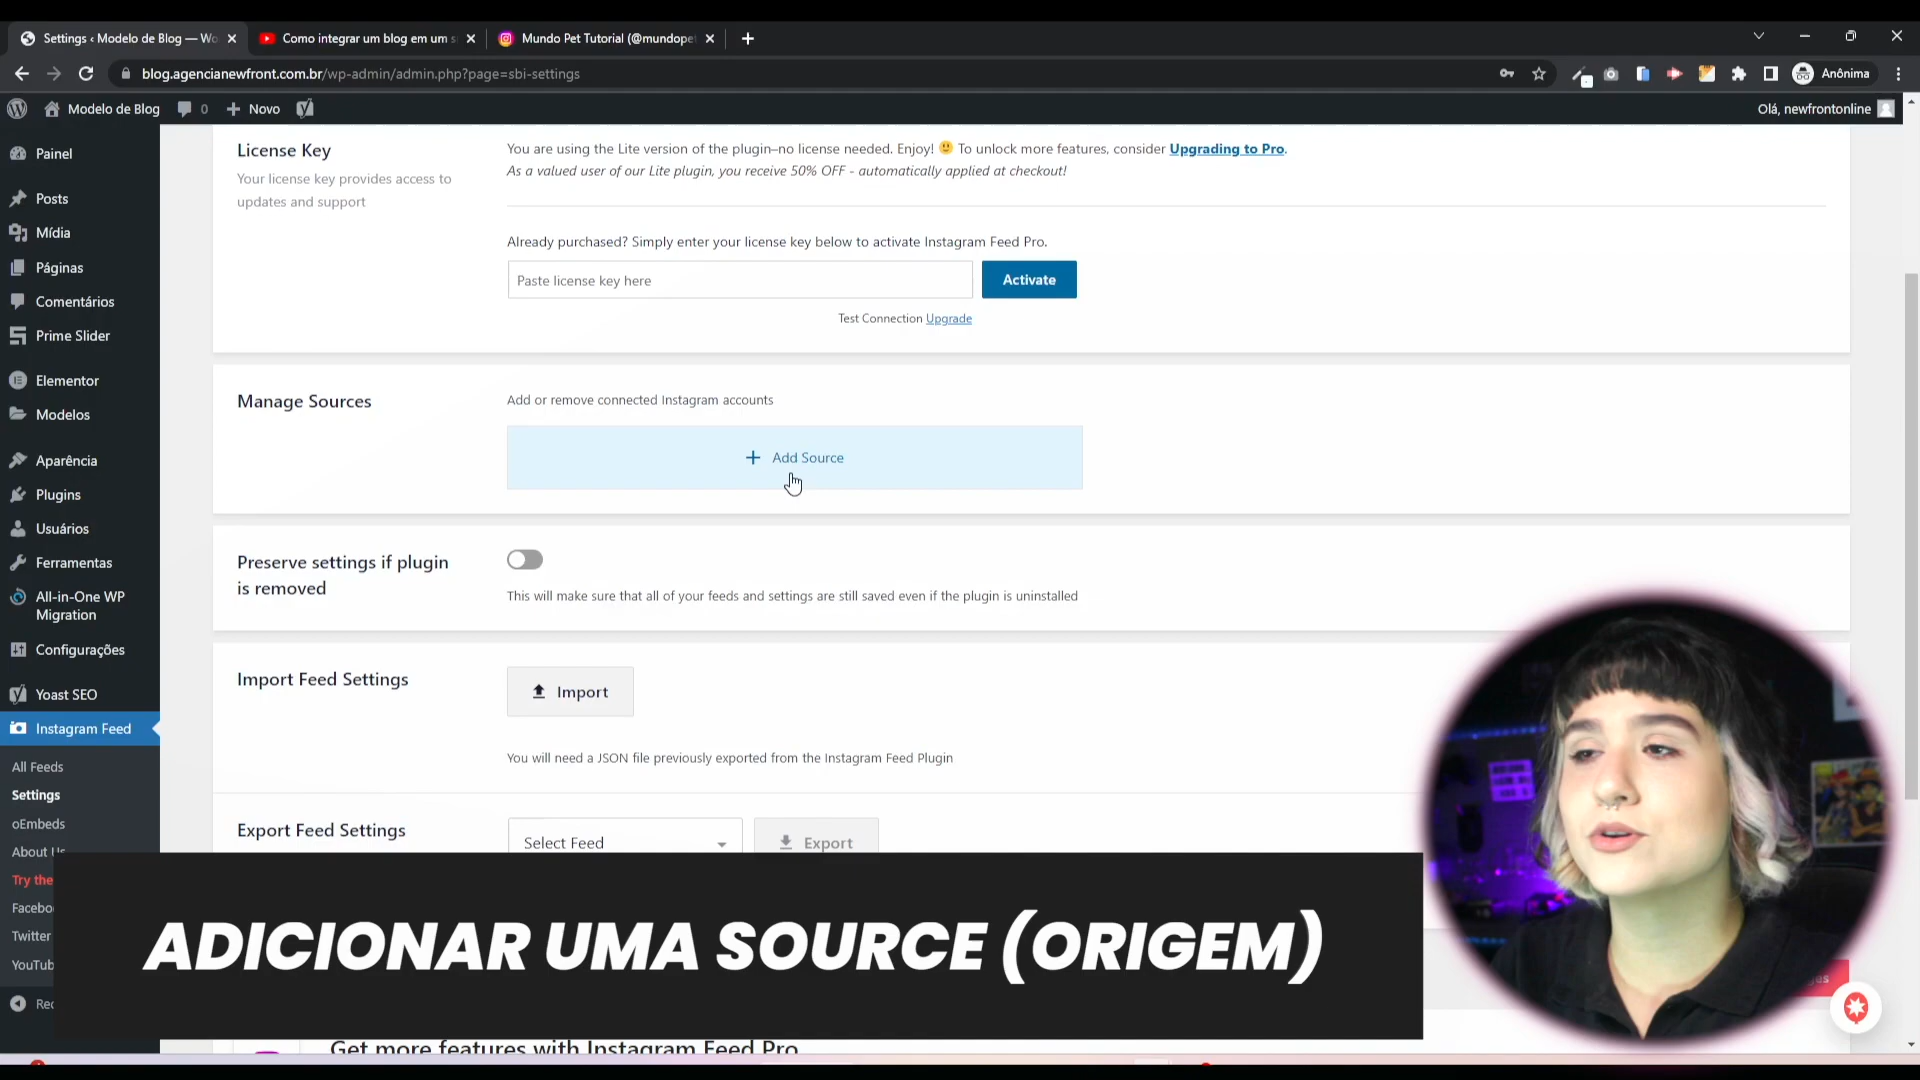 Settings ‹ Modelo de Blog — Wo
Como integrar um blog em um s
Mundo Pet Tutorial (@mundope
blog.agencianewfront.com.br/wp-admin/admin.php?page=sbi-settings
Anônima
Modelo de Blog
0
Novo
Olá, newfrontonline
Painel
Posts
Mídia
Páginas
Comentários
Prime Slider
Elementor
Modelos
Aparência
Plugins
Usuários
Ferramentas
All-in-One WP
Migration
Configurações
Yoast SEO
Instagram Feed
All Feeds
Settings
oEmbeds
About Us
Try the
Facebo
Twitter
YouTub
Rec
License Key
Your license key provides access to
updates and support
You are using the Lite version of the plugin–no license needed. Enjoy! 🙂 To unlock more features, consider Upgrading to Pro.
As a valued user of our Lite plugin, you receive 50% OFF - automatically applied at checkout!
Already purchased? Simply enter your license key below to activate Instagram Feed Pro.
Paste license key here
Activate
Test Connection Upgrade
Manage Sources
Add or remove connected Instagram accounts
+ Add Source
Preserve settings if plugin
is removed
This will make sure that all of your feeds and settings are still saved even if the plugin is uninstalled
Import Feed Settings
Import
You will need a JSON file previously exported from the Instagram Feed Plugin
Export Feed Settings
Select Feed
Export
ADICIONAR UMA SOURCE (ORIGEM)
Get more features with Instagram Feed Pro